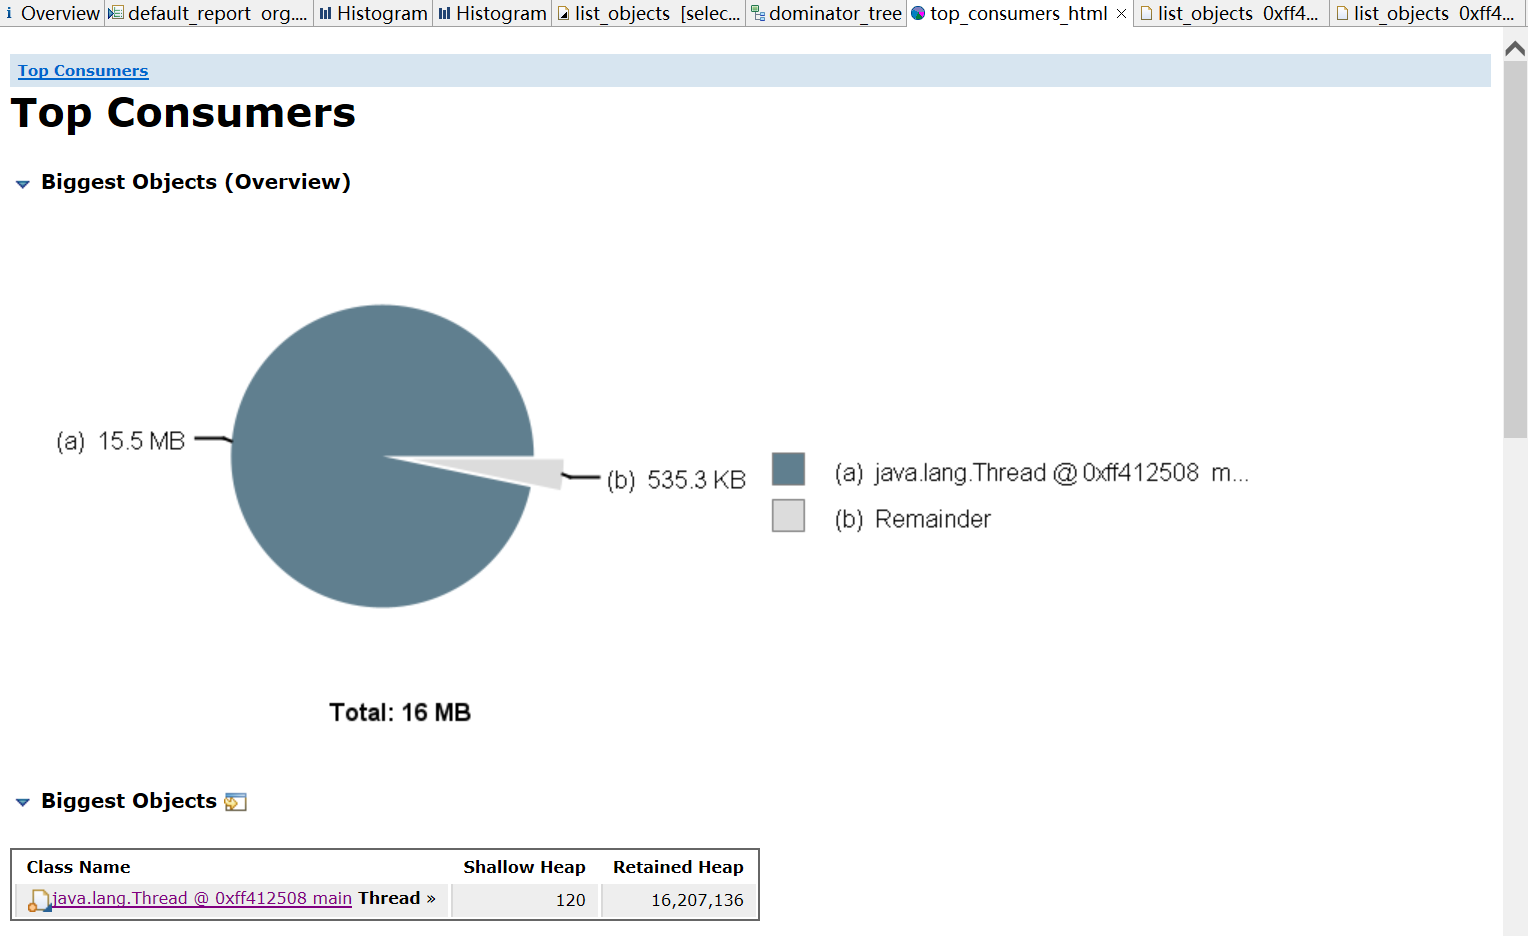 Overview default_report org.... Histogram Histogram list_objects [selec... dominator_tree top_consumers_html list_objects 0xff4... list_objects 0xff4...
Top Consumers
Top Consumers
Biggest Objects (Overview)
(a) 15.5 MB
(b) 535.3 KB
(a) java.lang.Thread @ 0xff412508 m...
(b) Remainder
Total: 16 MB
Biggest Objects
Class Name Shallow Heap Retained Heap
java.lang.Thread @ 0xff412508 main Thread » 120 16,207,136